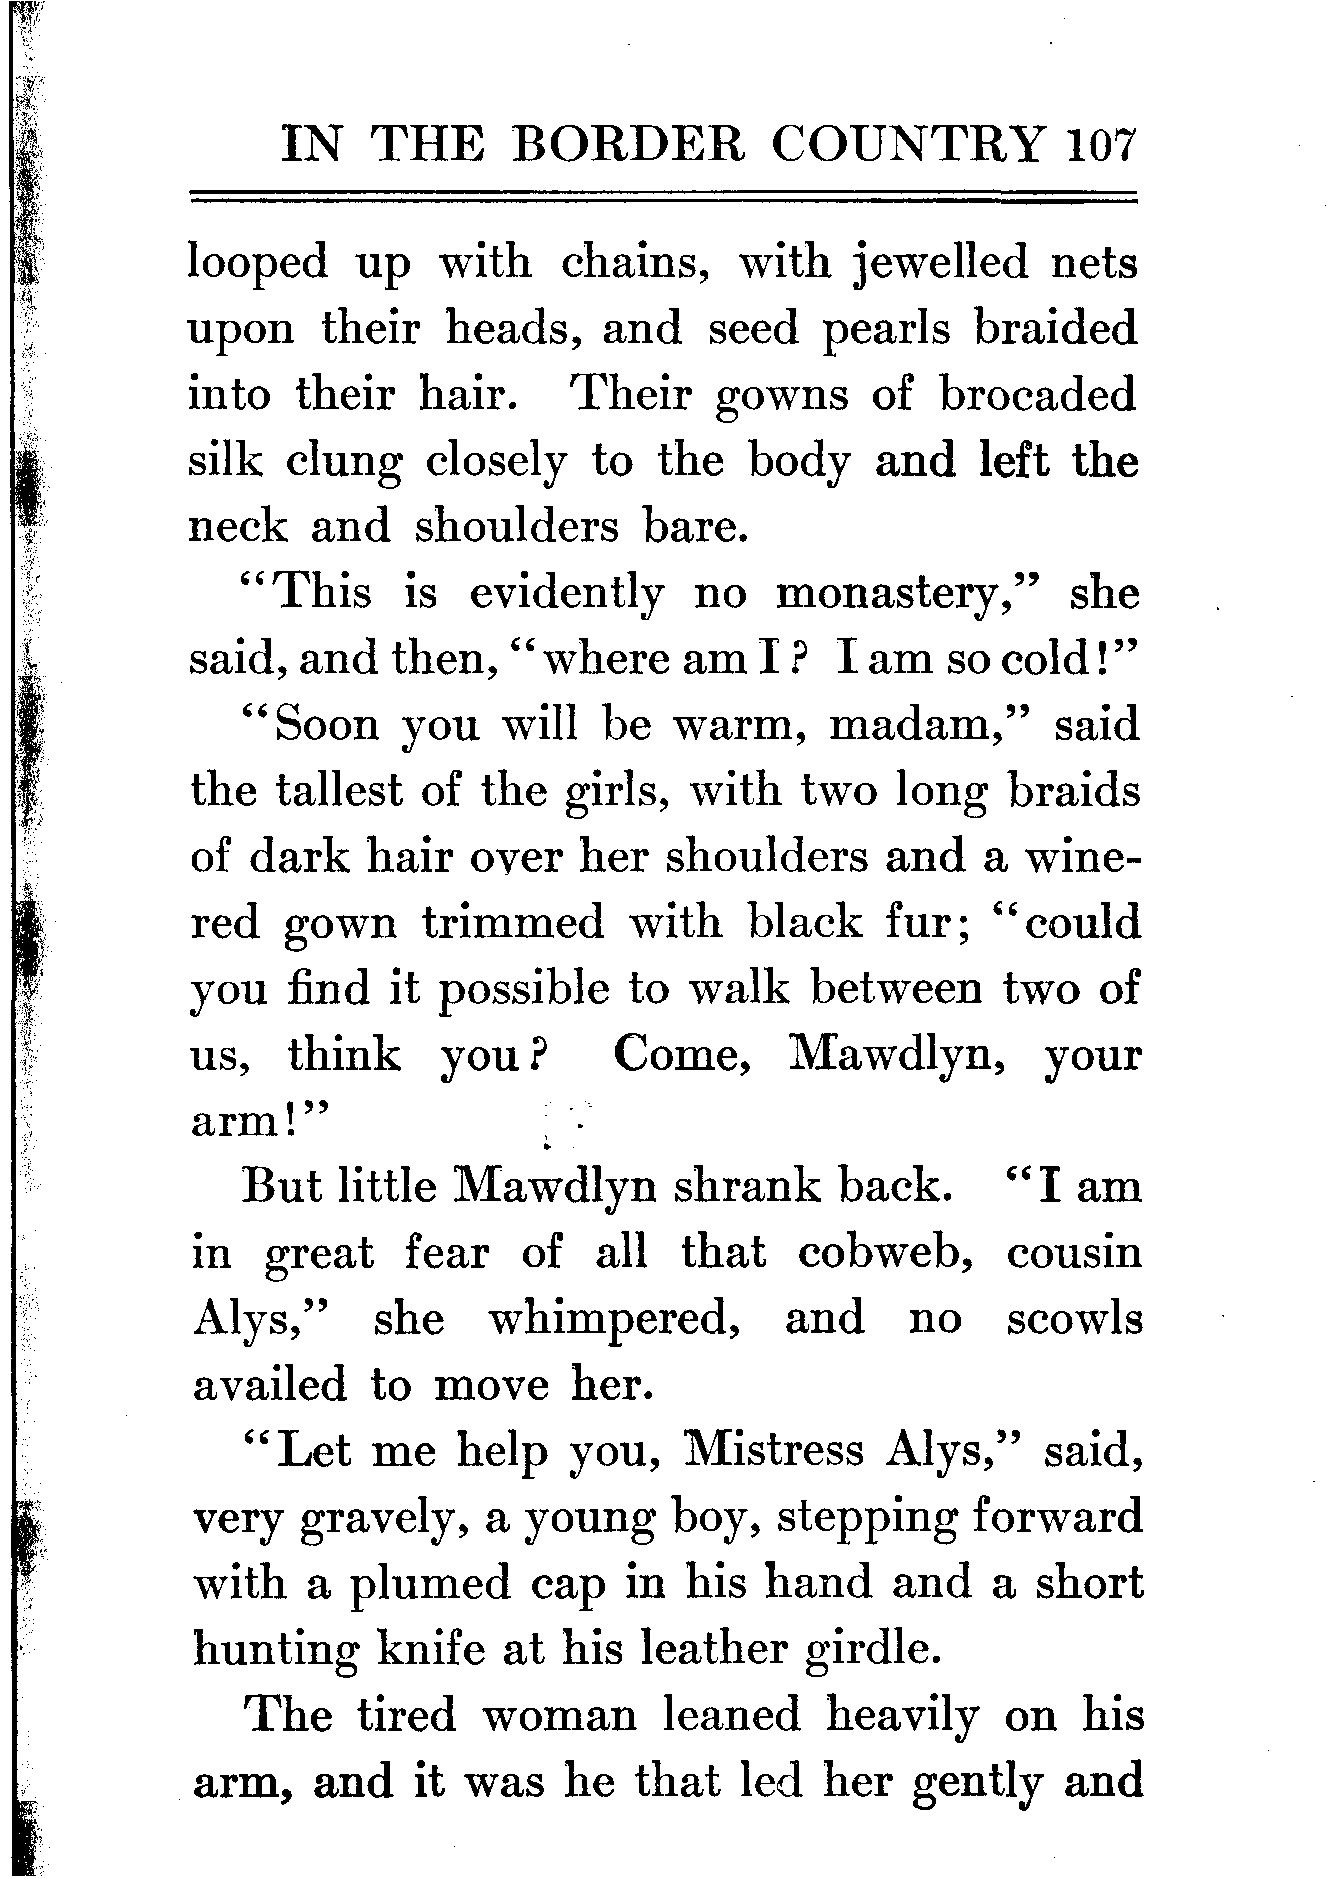 IN THE BORDER COUNTRY 107
looped up with chains, with jewelled nets
upon their heads, and seed pearls braided
into their hair. Their gowns of brocaded
silk clung closely to the body and left the
neck and shoulders bare.
"This is evidently no monastery," she
said, and then, "where am I? I am so cold!"
"Soon you will be warm, madam," said
the tallest of the girls, with two long braids
of dark hair over her shoulders and a wine-
red gown trimmed with black fur; "could
you find it possible to walk between two of
us, think you? Come, Mawdlyn, your
arm!"
But little Mawdlyn shrank back. "I am
in great fear of all that cobweb, cousin
Alys," she whimpered, and no scowls
availed to move her.
"Let me help you, Mistress Alys," said,
very gravely, a young boy, stepping forward
with a plumed cap in his hand and a short
hunting knife at his leather girdle.
The tired woman leaned heavily on his
arm, and it was he that led her gently and